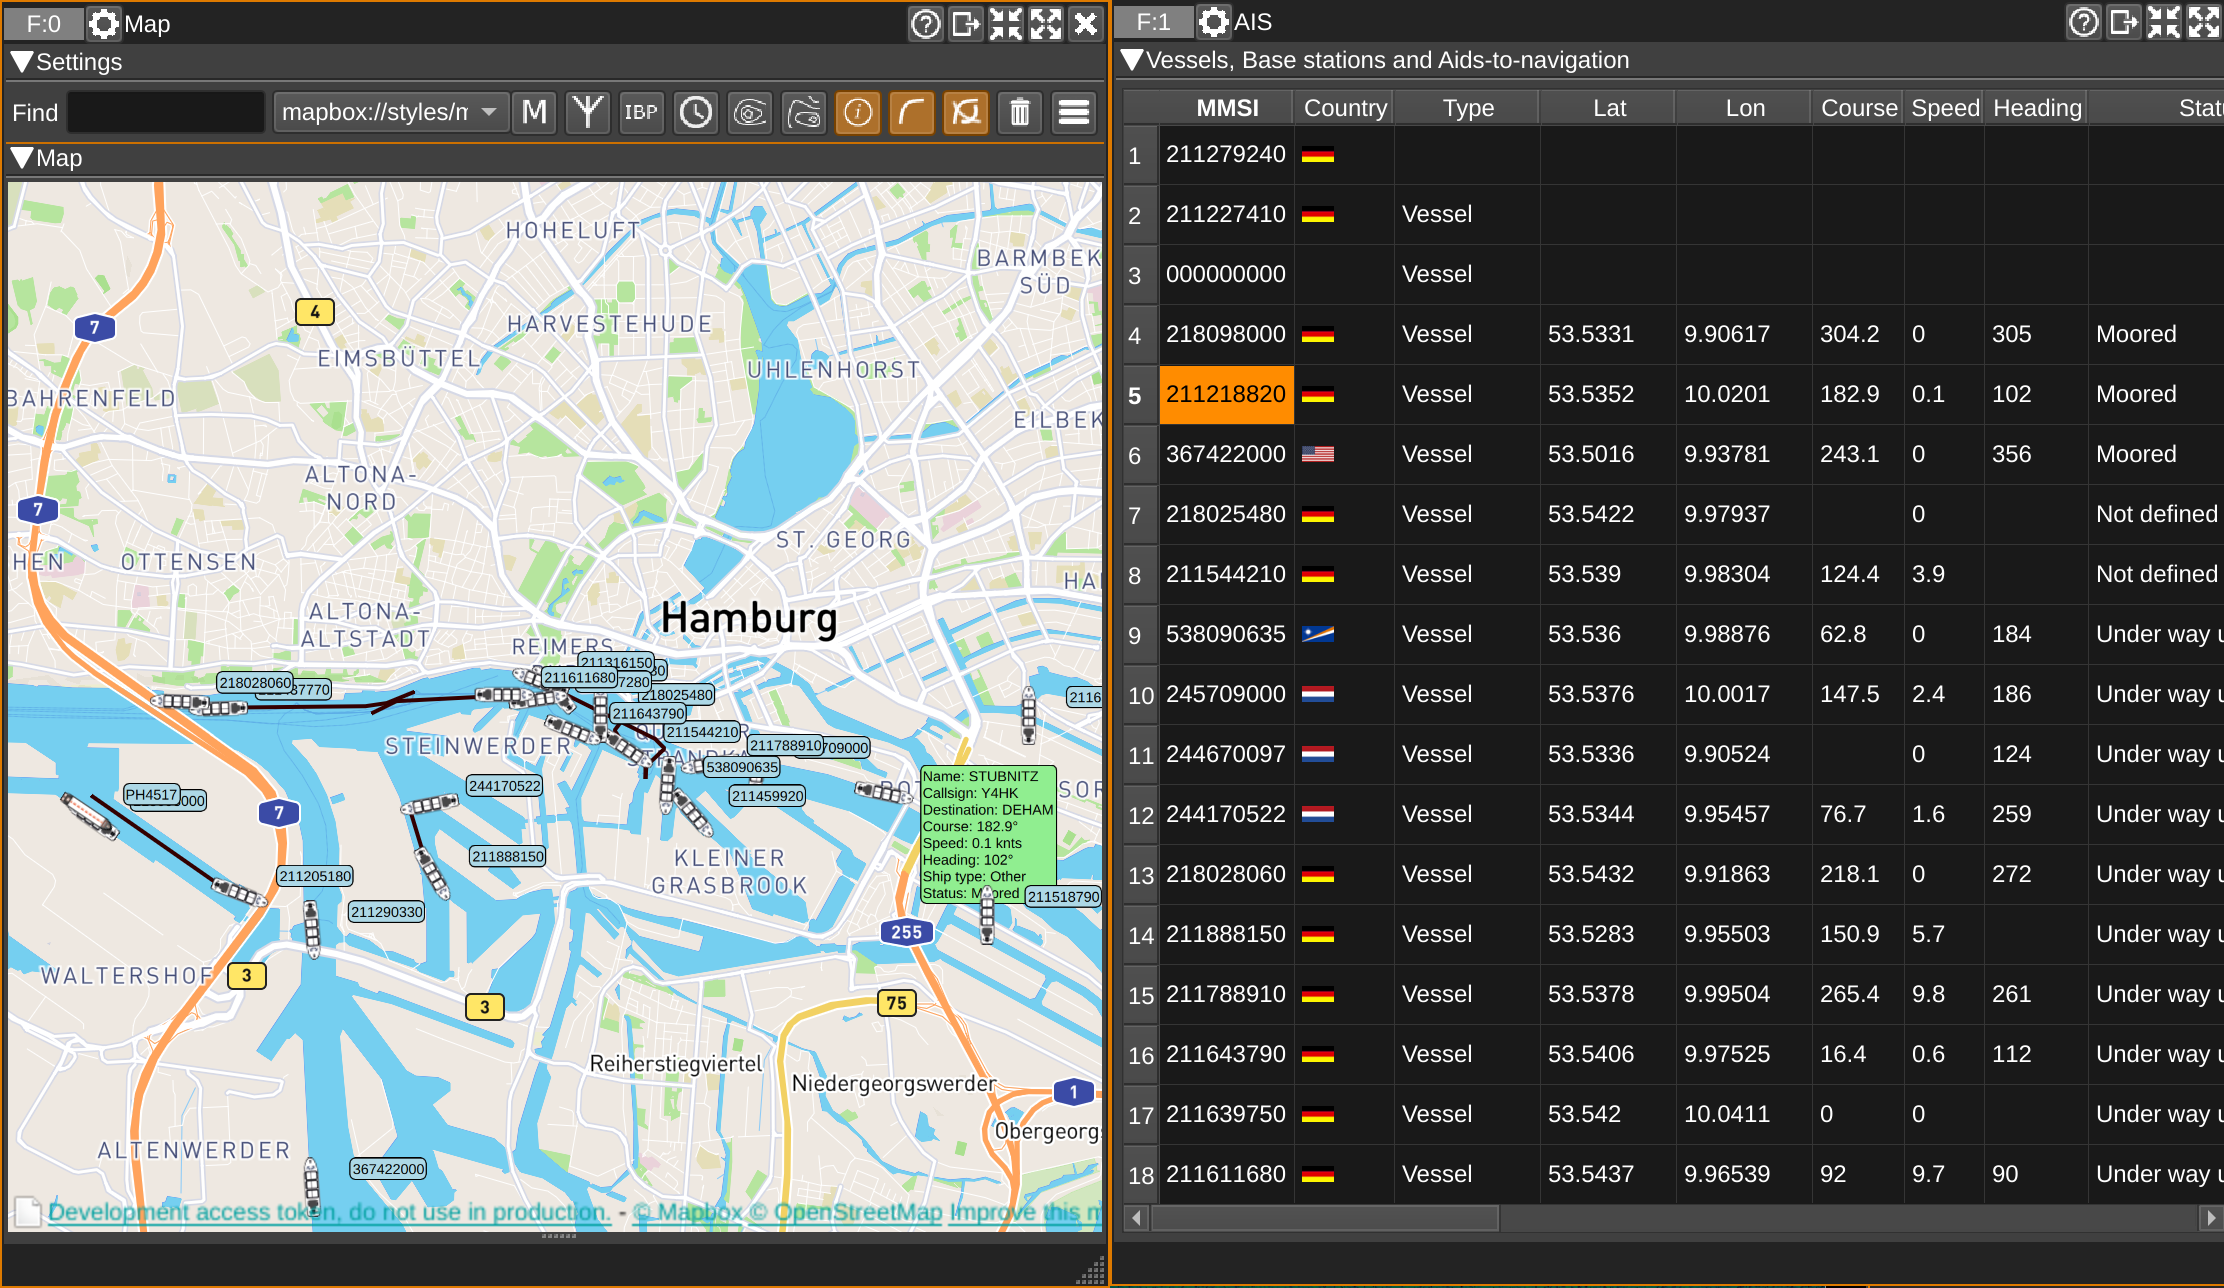 F:0 Map
Settings
Find mapbox://styles/m M IBP
Map
HOHELUFT
BARMBEK
SÜD
4
7
HARVESTEHUDE
EIMSBÜTTEL
UHLENHORST
BAHRENFELD
EILBEK
ALTONA-
NORD
7
ST. GEORG
HEN OTTENSEN
HA
ALTONA-
ALTSTADT
Hamburg
REIMERS
211316150
211611680 7280
218028060 37770
218025480
2116
211643790
211544210
STEINWERDER
211788910 709000
538090635
244170522
211459920
PH4517 000
7
Name: STUBNITZ
Callsign: Y4HK
Destination: DEHAM
Course: 182.9°
Speed: 0.1 knts
Heading: 102°
Ship type: Other
Status: Moored
211888150
KLEINER
GRASBROOK
211205180
211518790
211290330
255
WALTERSHOF 3
3
75
Reiherstiegviertel
Niedergeorgswerder
1
Obergeorgs
ALTENWERDER
367422000
Development access token, do not use in production. - © Mapbox © OpenStreetMap Improve this m
F:1 AIS
Vessels, Base stations and Aids-to-navigation
MMSI Country Type Lat Lon Course Speed Heading Statu
1 211279240
2 211227410 Vessel
3 000000000 Vessel
4 218098000 Vessel 53.5331 9.90617 304.2 0 305 Moored
5 211218820 Vessel 53.5352 10.0201 182.9 0.1 102 Moored
6 367422000 Vessel 53.5016 9.93781 243.1 0 356 Moored
7 218025480 Vessel 53.5422 9.97937 0 Not defined
8 211544210 Vessel 53.539 9.98304 124.4 3.9 Not defined
9 538090635 Vessel 53.536 9.98876 62.8 0 184 Under way u
10 245709000 Vessel 53.5376 10.0017 147.5 2.4 186 Under way u
11 244670097 Vessel 53.5336 9.90524 0 124 Under way u
12 244170522 Vessel 53.5344 9.95457 76.7 1.6 259 Under way u
13 218028060 Vessel 53.5432 9.91863 218.1 0 272 Under way u
14 211888150 Vessel 53.5283 9.95503 150.9 5.7 Under way u
15 211788910 Vessel 53.5378 9.99504 265.4 9.8 261 Under way u
16 211643790 Vessel 53.5406 9.97525 16.4 0.6 112 Under way u
17 211639750 Vessel 53.542 10.0411 0 0 Under way u
18 211611680 Vessel 53.5437 9.96539 92 9.7 90 Under way u